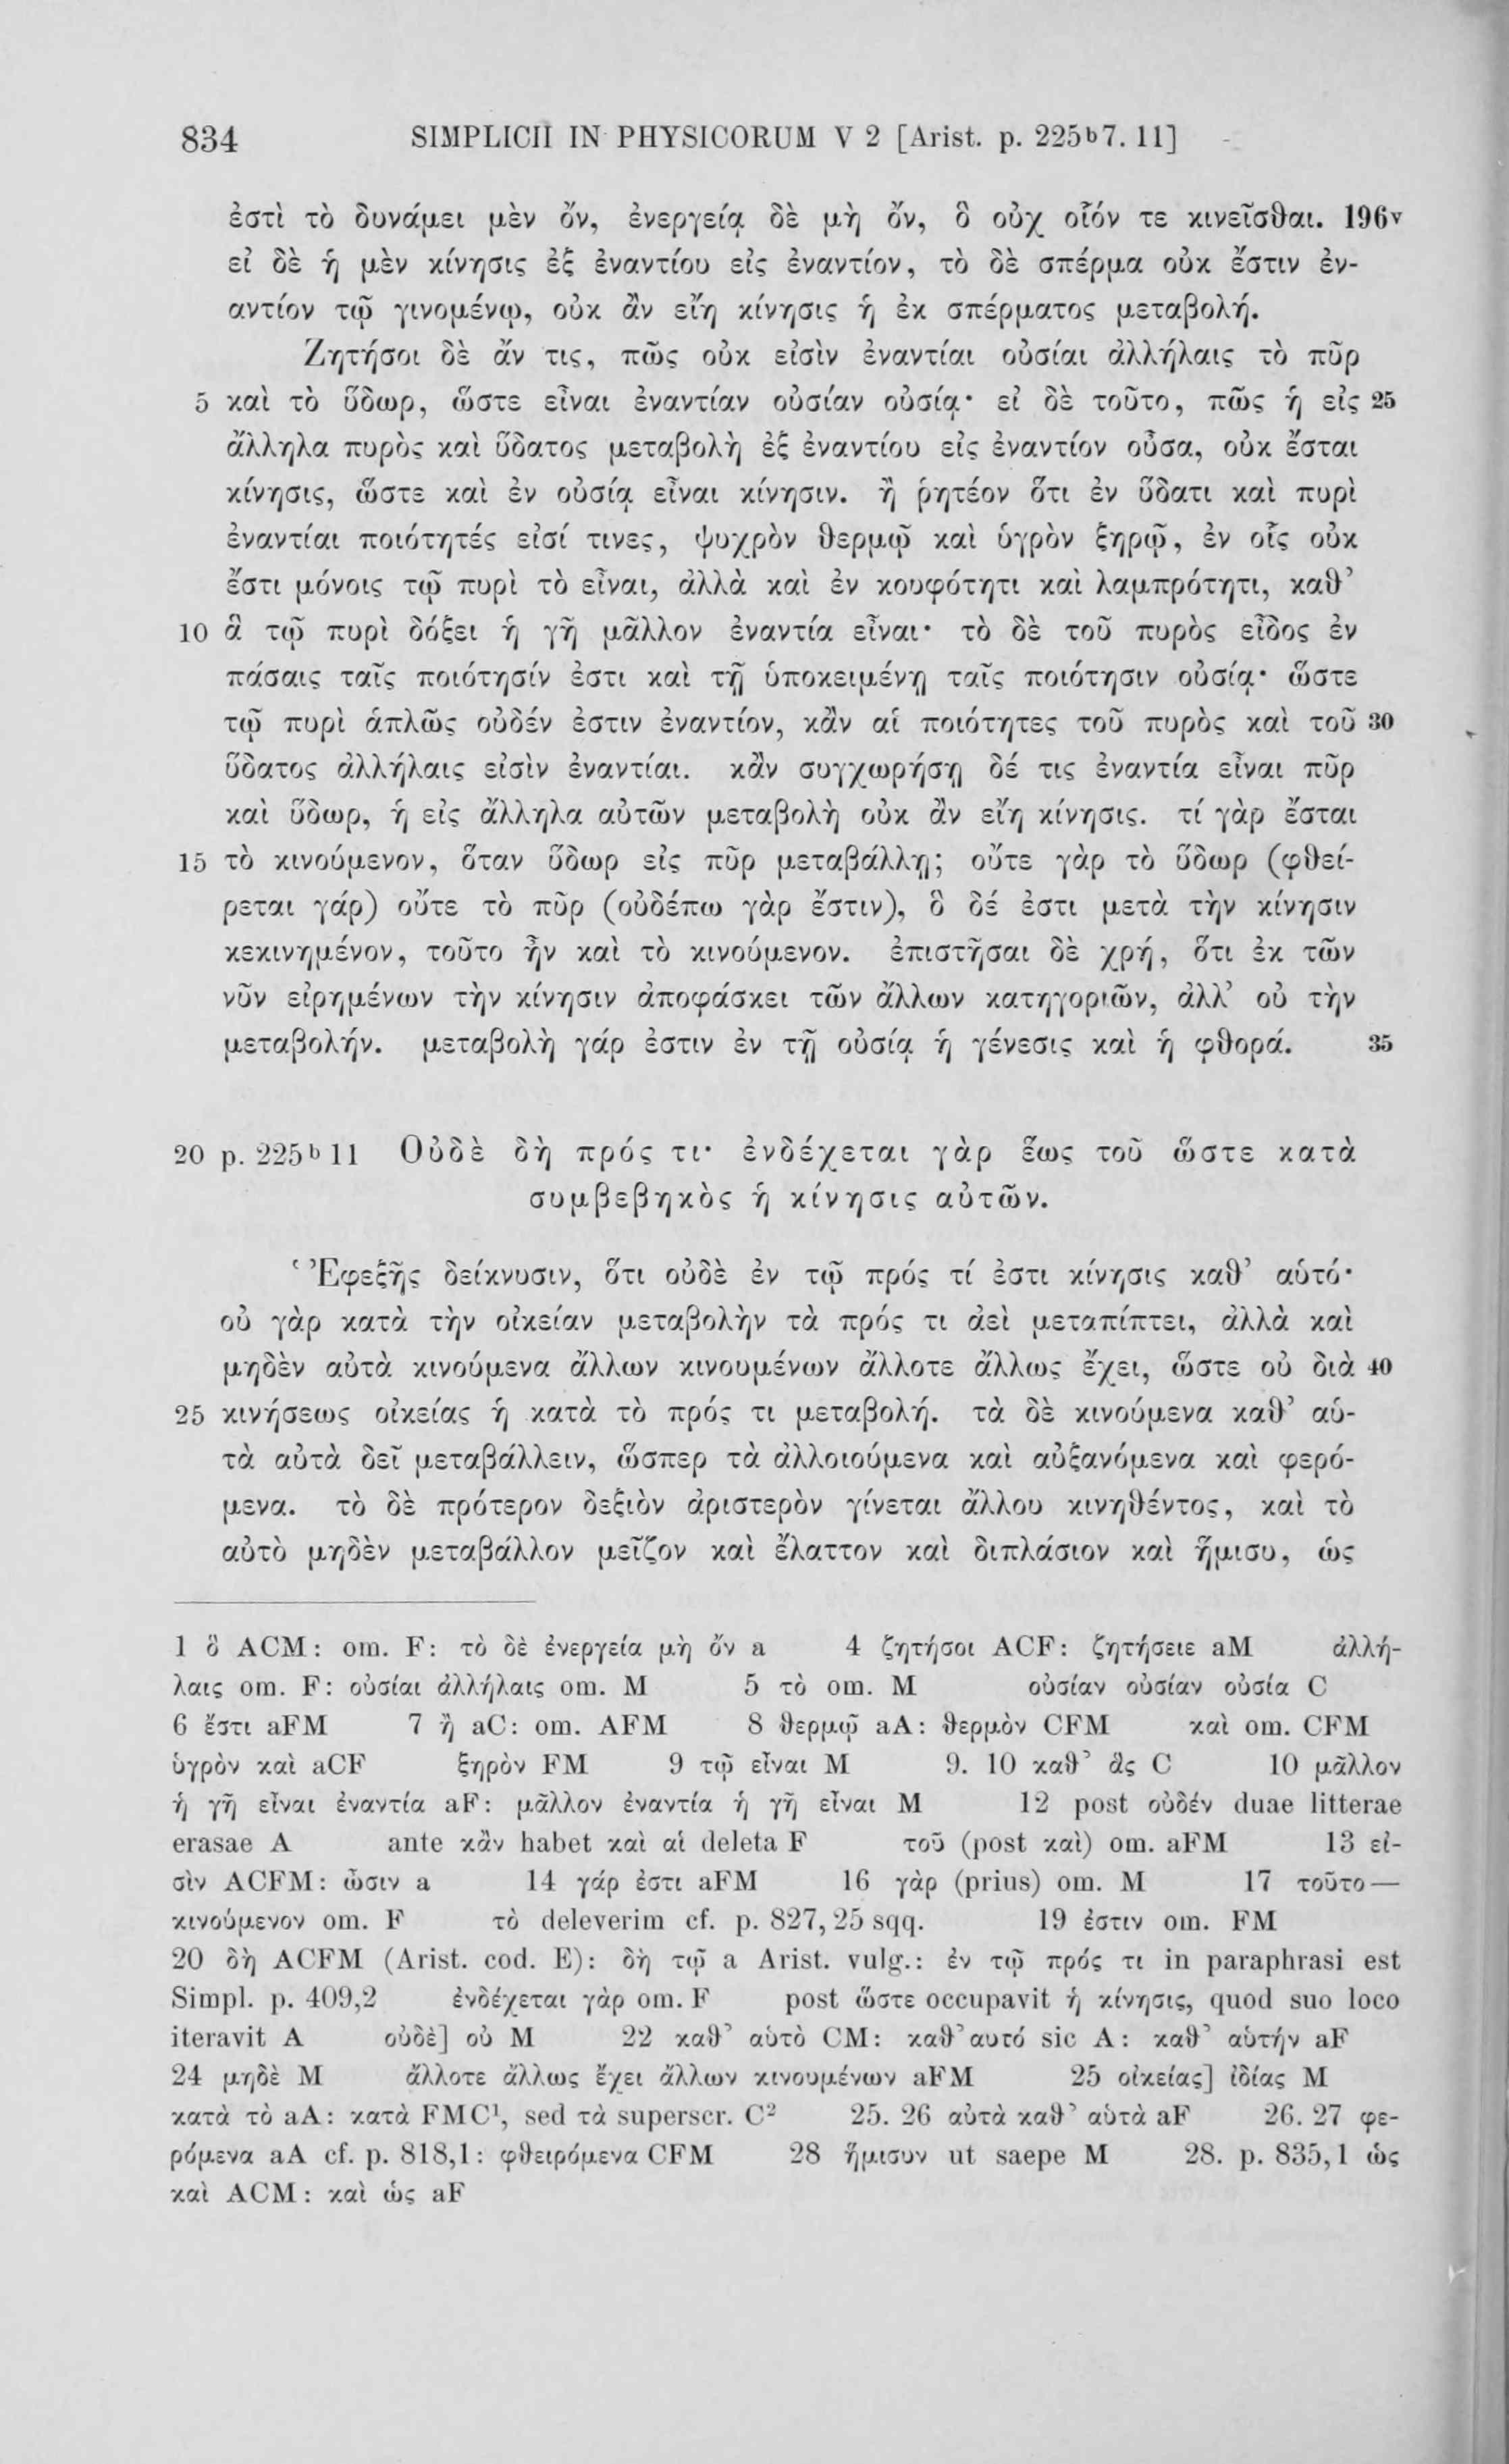 834 SIMPLICII IN PHYSICORUM V 2 [Arist. p. 225ᵇ7. 11]
ἐστὶ τὸ δυνάμει μὲν ὄν, ἐνεργείᾳ δὲ μὴ ὄν, ὃ οὐχ οἷόν τε κινεῖσθαι. 196ᵛ
εἰ δὲ ἡ μὲν κίνησις ἐξ ἐναντίου εἰς ἐναντίον, τὸ δὲ σπέρμα οὐκ ἔστιν ἐν-
αντίον τῷ γινομένῳ, οὐκ ἂν εἴη κίνησις ἡ ἐκ σπέρματος μεταβολή.
Ζητήσοι δὲ ἄν τις, πῶς οὐκ εἰσὶν ἐναντίαι οὐσίαι ἀλλήλαις τὸ πῦρ
5 καὶ τὸ ὕδωρ, ὥστε εἶναι ἐναντίαν οὐσίαν οὐσίᾳ· εἰ δὲ τοῦτο, πῶς ἡ εἰς 25
ἄλληλα πυρὸς καὶ ὕδατος μεταβολὴ ἐξ ἐναντίου εἰς ἐναντίον οὖσα, οὐκ ἔσται
κίνησις, ὥστε καὶ ἐν οὐσίᾳ εἶναι κίνησιν. ἢ ῥητέον ὅτι ἐν ὕδατι καὶ πυρὶ
ἐναντίαι ποιότητές εἰσί τινες, ψυχρὸν θερμῷ καὶ ὑγρὸν ξηρῷ, ἐν οἷς οὐκ
ἔστι μόνοις τῷ πυρὶ τὸ εἶναι, ἀλλὰ καὶ ἐν κουφότητι καὶ λαμπρότητι, καθ’
10 ἃ τῷ πυρὶ δόξει ἡ γῆ μᾶλλον ἐναντία εἶναι· τὸ δὲ τοῦ πυρὸς εἶδος ἐν
πάσαις ταῖς ποιότησίν ἐστι καὶ τῇ ὑποκειμένῃ ταῖς ποιότησιν οὐσίᾳ· ὥστε
τῷ πυρὶ ἁπλῶς οὐδέν ἐστιν ἐναντίον, κἂν αἱ ποιότητες τοῦ πυρὸς καὶ τοῦ 30
ὕδατος ἀλλήλαις εἰσὶν ἐναντίαι. κἂν συγχωρήσῃ δέ τις ἐναντία εἶναι πῦρ
καὶ ὕδωρ, ἡ εἰς ἄλληλα αὐτῶν μεταβολὴ οὐκ ἂν εἴη κίνησις. τί γὰρ ἔσται
15 τὸ κινούμενον, ὅταν ὕδωρ εἰς πῦρ μεταβάλλῃ; οὔτε γὰρ τὸ ὕδωρ (φθεί-
ρεται γάρ) οὔτε τὸ πῦρ (οὐδέπω γὰρ ἔστιν), ὃ δέ ἐστι μετὰ τὴν κίνησιν
κεκινημένον, τοῦτο ἦν καὶ τὸ κινούμενον. ἐπιστῆσαι δὲ χρή, ὅτι ἐκ τῶν
νῦν εἰρημένων τὴν κίνησιν ἀποφάσκει τῶν ἄλλων κατηγοριῶν, ἀλλ’ οὐ τὴν
μεταβολήν. μεταβολὴ γάρ ἐστιν ἐν τῇ οὐσίᾳ ἡ γένεσις καὶ ἡ φθορά. 35
20 p. 225ᵇ 11 Οὐδὲ δὴ πρός τι· ἐνδέχεται γὰρ ἕως τοῦ ὥστε κατὰ
συμβεβηκὸς ἡ κίνησις αὐτῶν.
‘Ἐφεξῆς δείκνυσιν, ὅτι οὐδὲ ἐν τῷ πρός τί ἐστι κίνησις καθ’ αὑτό·
οὐ γὰρ κατὰ τὴν οἰκείαν μεταβολὴν τὰ πρός τι ἀεὶ μεταπίπτει, ἀλλὰ καὶ
μηδὲν αὐτὰ κινούμενα ἄλλων κινουμένων ἄλλοτε ἄλλως ἔχει, ὥστε οὐ διὰ 40
25 κινήσεως οἰκείας ἡ κατὰ τὸ πρός τι μεταβολή. τὰ δὲ κινούμενα καθ’ αὑ-
τὰ αὐτὰ δεῖ μεταβάλλειν, ὥσπερ τὰ ἀλλοιούμενα καὶ αὐξανόμενα καὶ φερό-
μενα. τὸ δὲ πρότερον δεξιὸν ἀριστερὸν γίνεται ἄλλου κινηθέντος, καὶ τὸ
αὐτὸ μηδὲν μεταβάλλον μεῖζον καὶ ἔλαττον καὶ διπλάσιον καὶ ἥμισυ, ὡς
1 ὃ ACM: om. F: τὸ δὲ ἐνεργείᾳ μὴ ὄν a 4 ζητήσοι ACF: ζητήσειε aM ἀλλή-
λαις om. F: οὐσίαι ἀλλήλαις om. M 5 τὸ om. M οὐσίαν οὐσίαν οὐσία C
6 ἔστι aFM 7 ἢ aC: om. AFM 8 θερμῷ aA: θερμὸν CFM καὶ om. CFM
ὑγρὸν καὶ aCF ξηρὸν FM 9 τῷ εἶναι M 9. 10 καθ’ ἃς C 10 μᾶλλον
ἡ γῆ εἶναι ἐναντία aF: μᾶλλον ἐναντία ἡ γῆ εἶναι M 12 post οὐδέν duae litterae
erasae A ante κἂν habet καὶ αἱ deleta F τοῦ (post καὶ) om. aFM 13 εἰ-
σὶν ACFM: ὦσιν a 14 γάρ ἐστι aFM 16 γὰρ (prius) om. M 17 τοῦτο—
κινούμενον om. F τὸ deleverim cf. p. 827,25 sqq. 19 ἐστιν om. FM
20 δὴ ACFM (Arist. cod. E): δὴ τῷ a Arist. vulg.: ἐν τῷ πρός τι in paraphrasi est
Simpl. p. 409,2 ἐνδέχεται γὰρ om. F post ὥστε occupavit ἡ κίνησις, quod suo loco
iteravit A οὐδὲ] οὐ M 22 καθ’ αὑτὸ CM: καθ’αυτό sic A: καθ’ αὑτήν aF
24 μηδὲ M ἄλλοτε ἄλλως ἔχει ἄλλων κινουμένων aFM 25 οἰκείας] ἰδίας M
κατὰ τὸ aA: κατὰ FMC¹, sed τὰ superscr. C² 25. 26 αὐτὰ καθ’ αὑτὰ aF 26. 27 φε-
ρόμενα aA cf. p. 818,1: φθειρόμενα CFM 28 ἥμισυν ut saepe M 28. p. 835,1 ὡς
καὶ ACM: καὶ ὡς aF